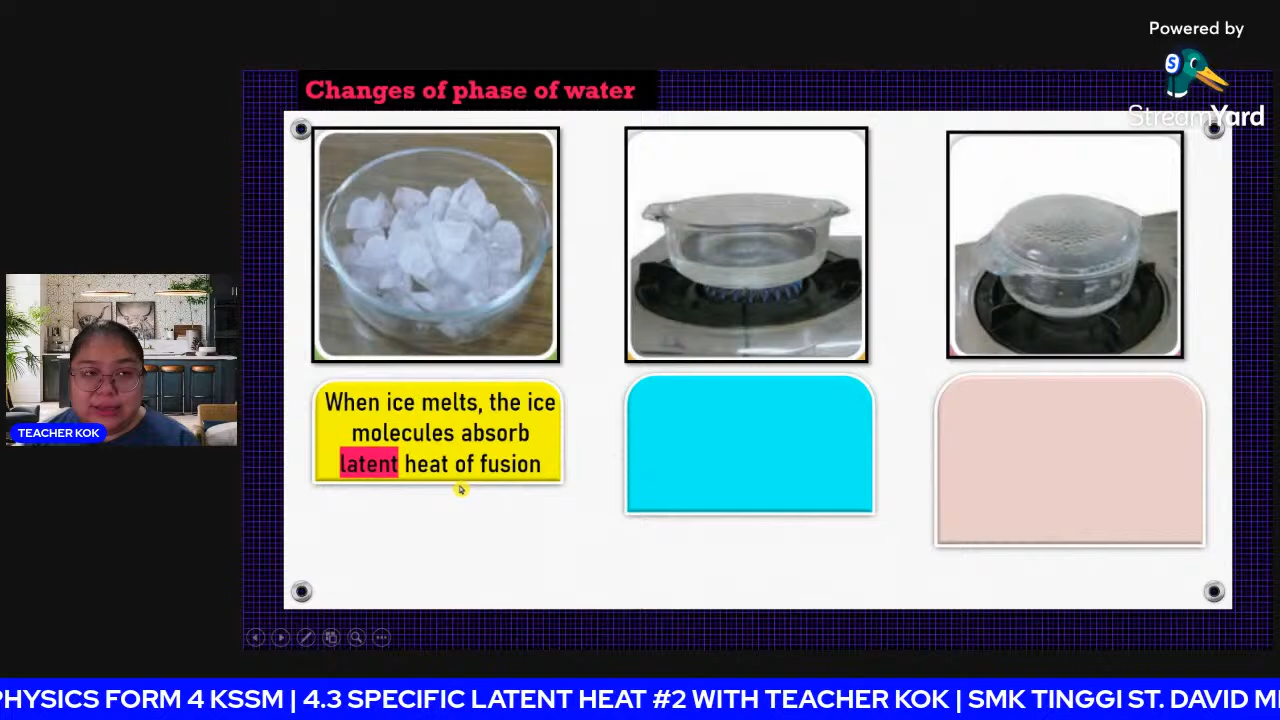 Powered by
StreamYard
Changes of phase of water
When ice melts, the ice
molecules absorb
latent heat of fusion
TEACHER KOK
PHYSICS FORM 4 KSSM | 4.3 SPECIFIC LATENT HEAT #2 WITH TEACHER KOK | SMK TINGGI ST. DAVID M